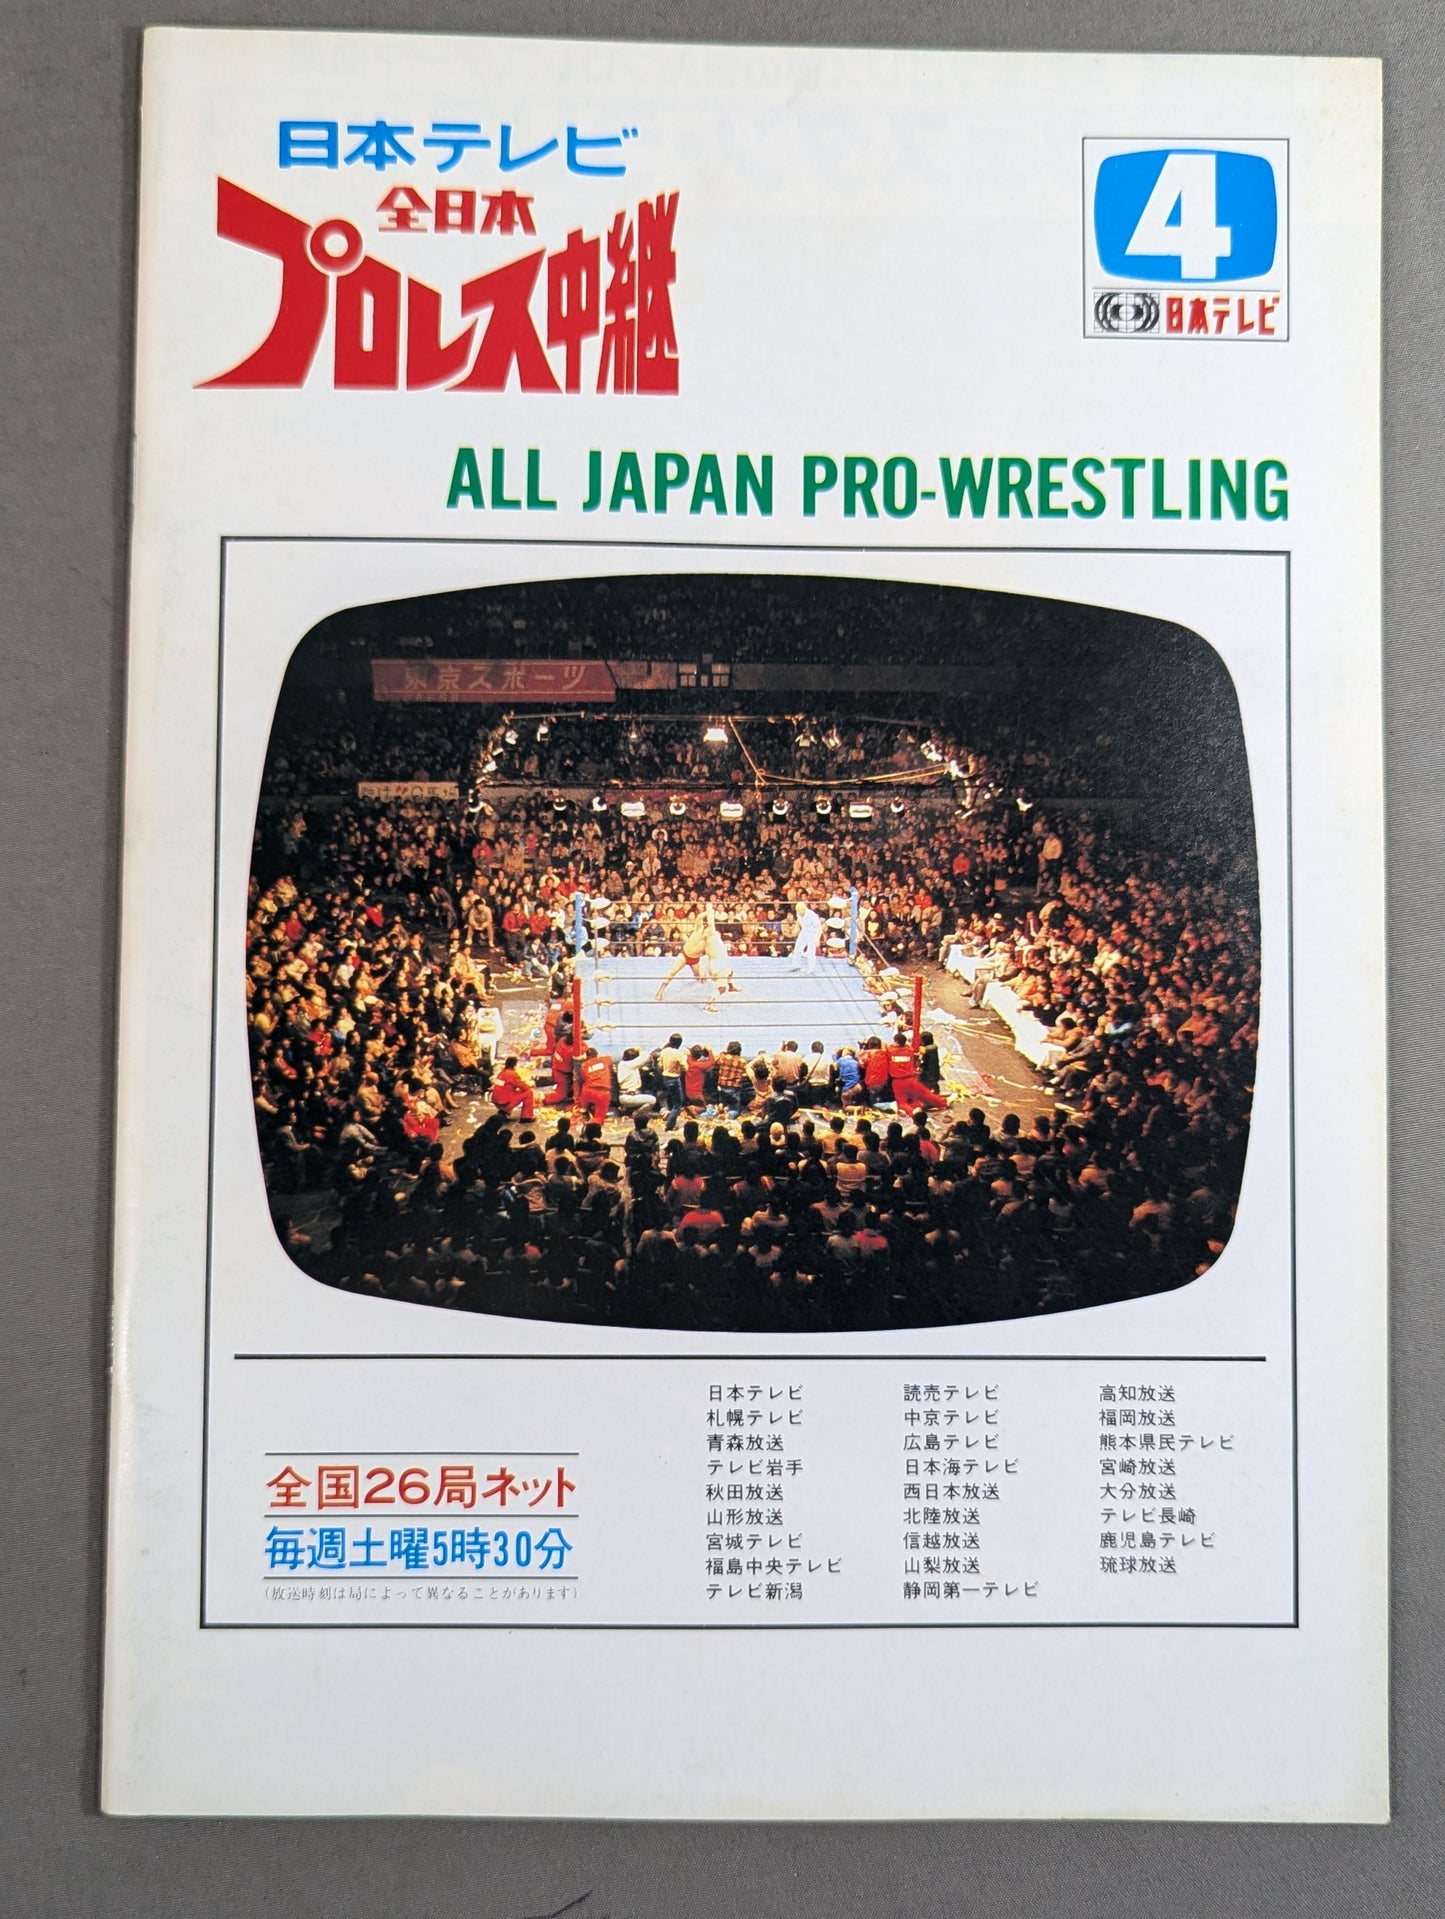 日本テレビ
全日本
プロレス中継
4
日本テレビ
ALL JAPAN PRO-WRESTLING
東京スポーツ
全国26局ネット
毎週土曜5時30分
(放送時刻は局によって異なることがあります)
日本テレビ
札幌テレビ
青森放送
テレビ岩手
秋田放送
山形放送
宮城テレビ
福島中央テレビ
テレビ新潟
読売テレビ
中京テレビ
広島テレビ
日本海テレビ
西日本放送
北陸放送
信越放送
山梨放送
静岡第一テレビ
高知放送
福岡放送
熊本県民テレビ
宮崎放送
大分放送
テレビ長崎
鹿児島テレビ
琉球放送